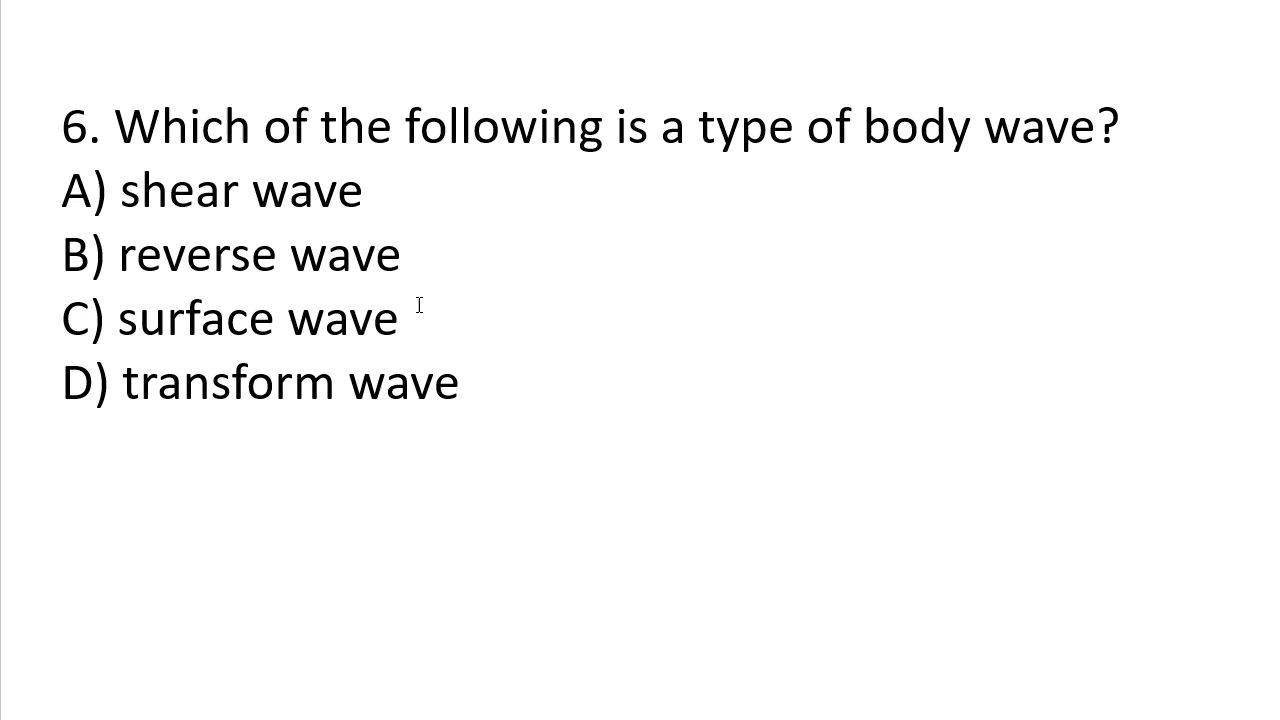 6. Which of the following is a type of body wave?
A) shear wave
B) reverse wave
C) surface wave
D) transform wave